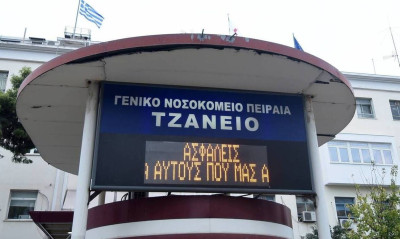 ΓΕΝΙΚΟ ΝΟΣΟΚΟΜΕΙΟ ΠΕΙΡΑΙΑ
ΤΖΑΝΕΙΟ
ΑΣΦΑΛΕΙΣ
Α ΑΥΤΟΥΣ ΠΟΥ ΜΑΣ Α